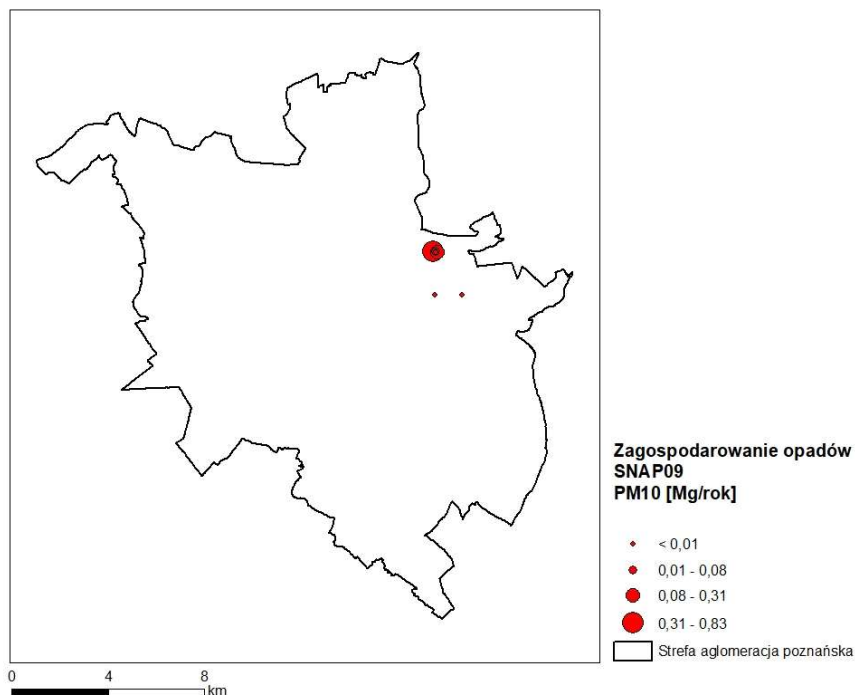 Zagospodarowanie opadów
SNAP09
PM10 [Mg/rok]
< 0,01
0,01 - 0,08
0,08 - 0,31
0,31 - 0,83
Strefa aglomeracja poznańska
0 4 8
km